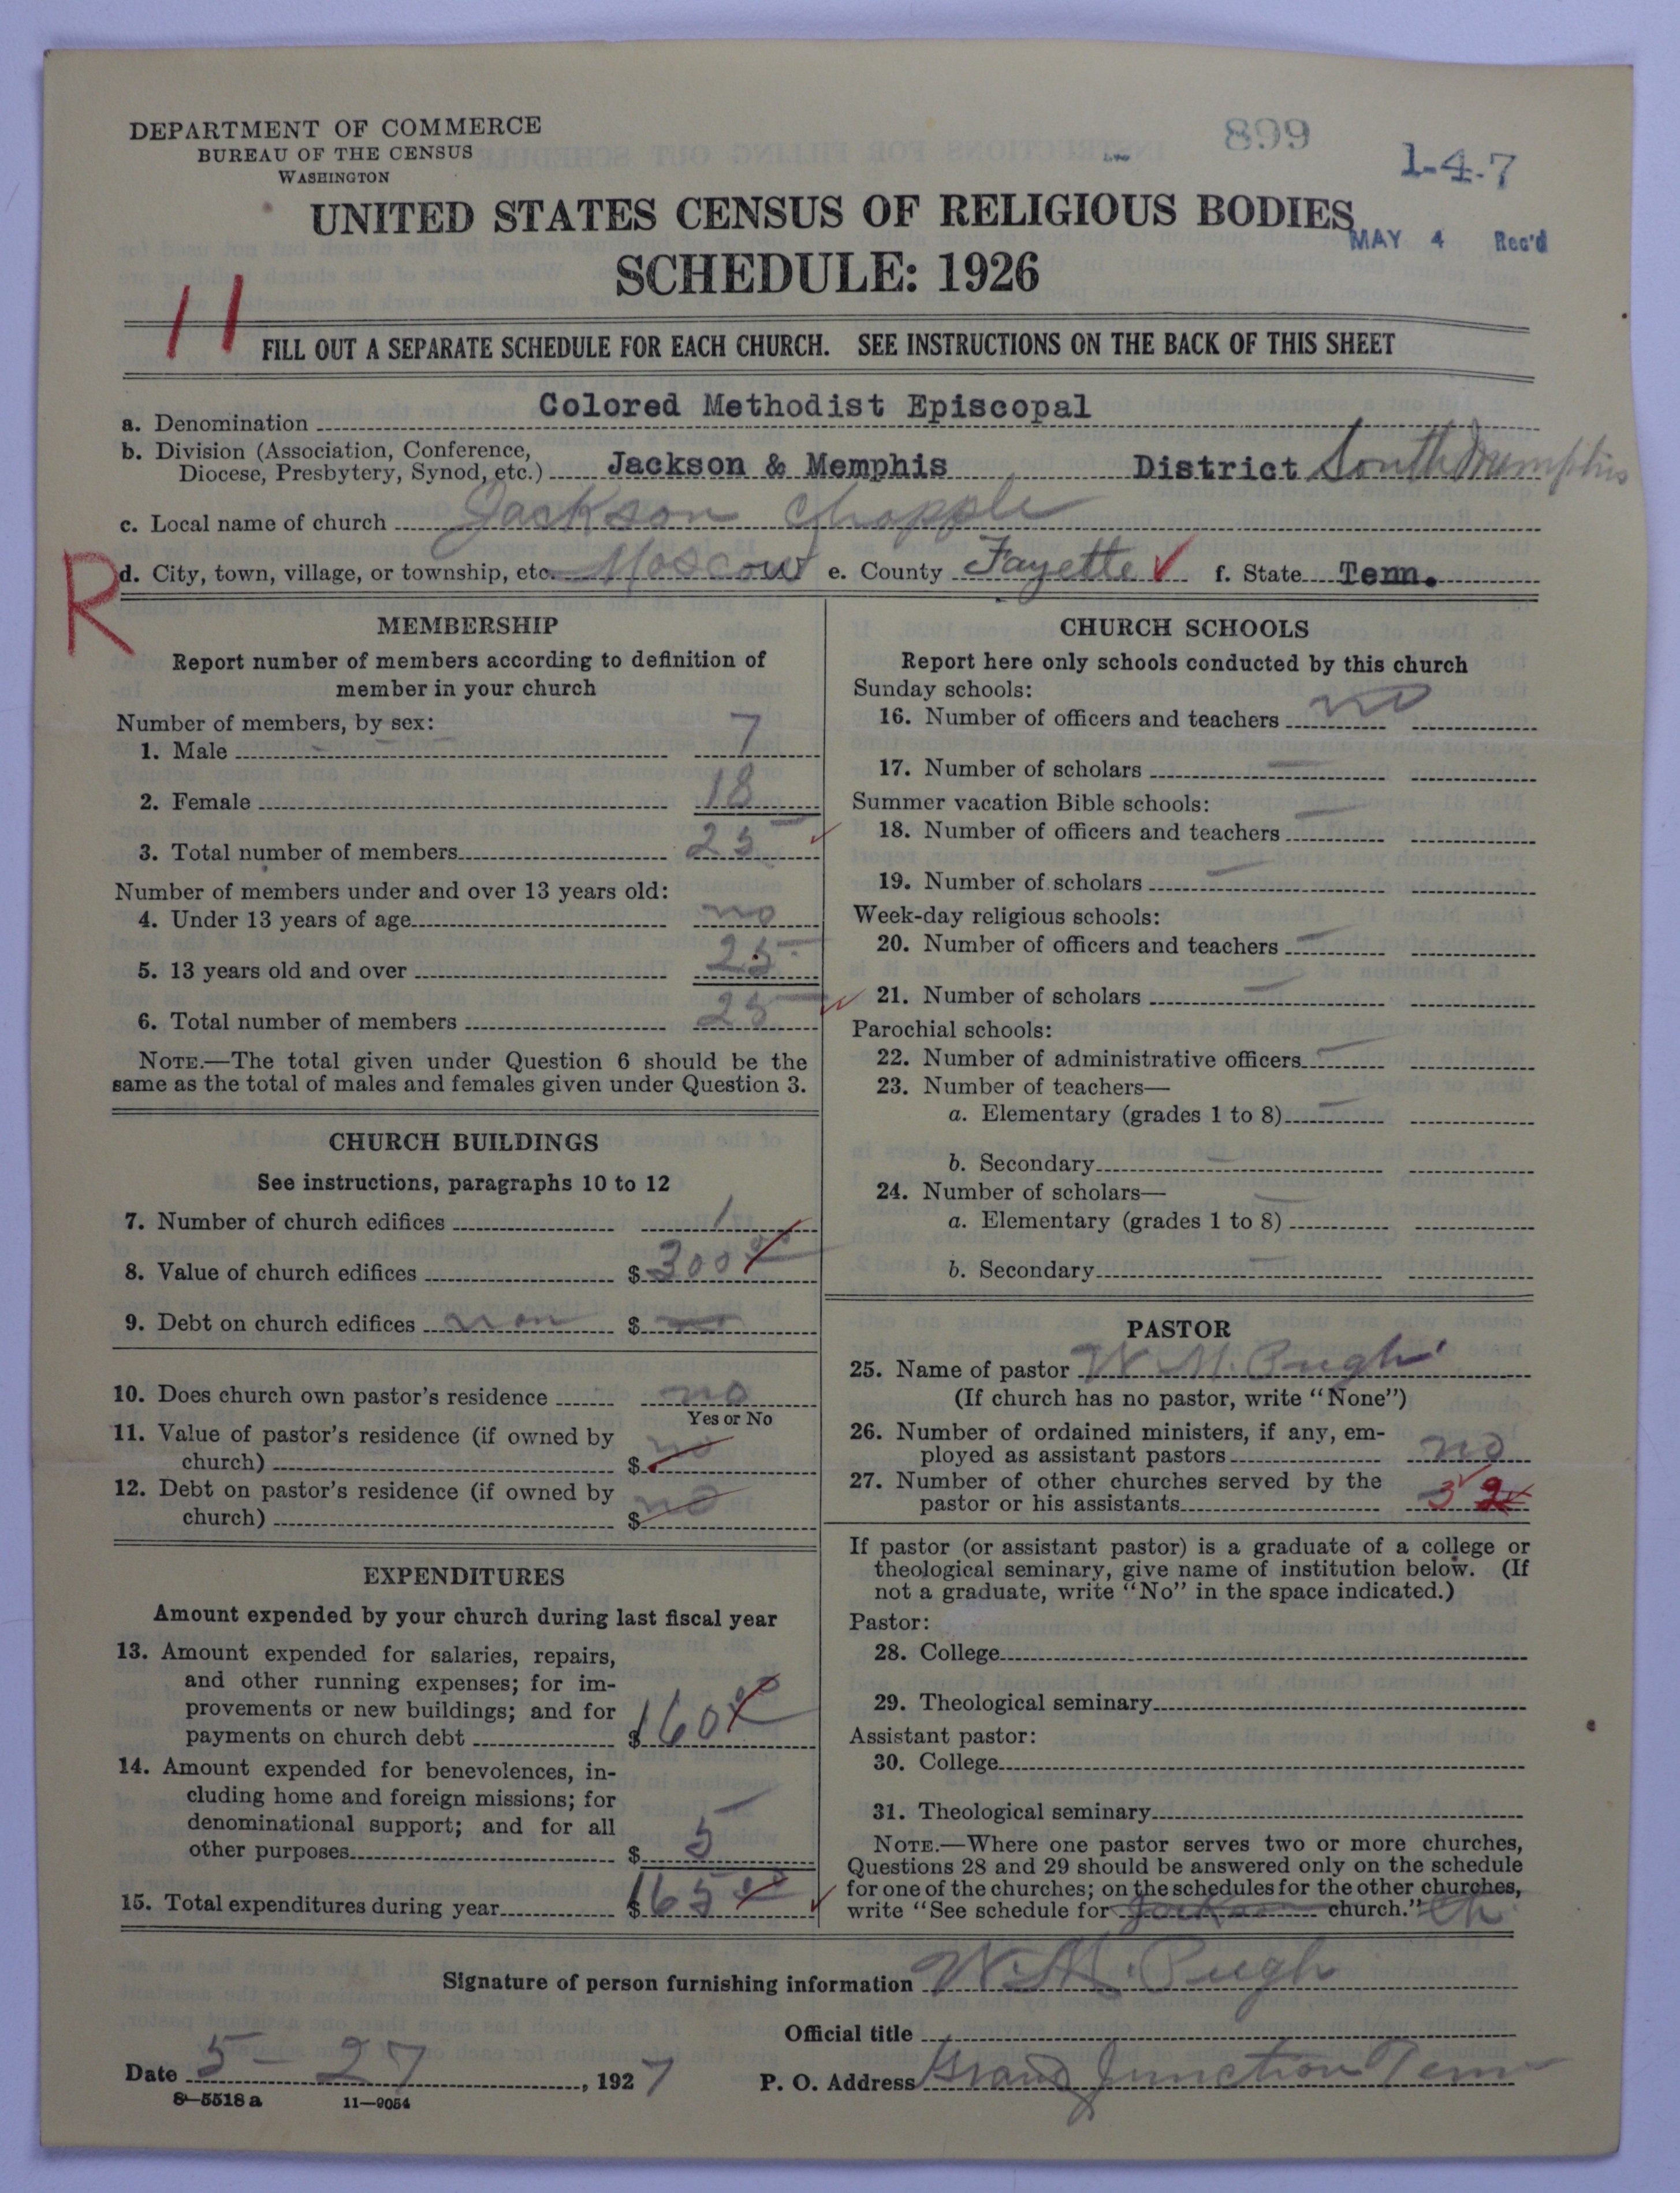 DEPARTMENT OF COMMERCE
BUREAU OF THE CENSUS
WASHINGTON
899
1-4-7
UNITED STATES CENSUS OF RELIGIOUS BODIES
MAY 4 Rec'd
SCHEDULE: 1926
11
FILL OUT A SEPARATE SCHEDULE FOR EACH CHURCH. SEE INSTRUCTIONS ON THE BACK OF THIS SHEET
a. Denomination Colored Methodist Episcopal
b. Division (Association, Conference,
Diocese, Presbytery, Synod, etc.) Jackson & Memphis District South Memphis
c. Local name of church Jackson Chapple
R
d. City, town, village, or township, etc. Moscow e. County Fayette f. State Tenn.
MEMBERSHIP
Report number of members according to definition of
member in your church
Number of members, by sex:
1. Male 7
2. Female 18
3. Total number of members 25
Number of members under and over 13 years old:
4. Under 13 years of age no
5. 13 years old and over 25
6. Total number of members 25
NOTE.—The total given under Question 6 should be the
same as the total of males and females given under Question 3.
CHURCH BUILDINGS
See instructions, paragraphs 10 to 12
7. Number of church edifices 1
8. Value of church edifices $ 300 00
9. Debt on church edifices non $
10. Does church own pastor's residence no
Yes or No
11. Value of pastor's residence (if owned by
church) $ no
12. Debt on pastor's residence (if owned by
church) $ no
EXPENDITURES
Amount expended by your church during last fiscal year
13. Amount expended for salaries, repairs,
and other running expenses; for im-
provements or new buildings; and for
payments on church debt $ 160 00
14. Amount expended for benevolences, in-
cluding home and foreign missions; for
denominational support; and for all
other purposes $ 5
15. Total expenditures during year $ 165 00
CHURCH SCHOOLS
Report here only schools conducted by this church
Sunday schools:
16. Number of officers and teachers no
17. Number of scholars
Summer vacation Bible schools:
18. Number of officers and teachers
19. Number of scholars
Week-day religious schools:
20. Number of officers and teachers
21. Number of scholars
Parochial schools:
22. Number of administrative officers
23. Number of teachers—
a. Elementary (grades 1 to 8)
b. Secondary
24. Number of scholars—
a. Elementary (grades 1 to 8)
b. Secondary
PASTOR
25. Name of pastor W. M. Pugh
(If church has no pastor, write "None")
26. Number of ordained ministers, if any, em-
ployed as assistant pastors no
27. Number of other churches served by the
pastor or his assistants 3 2
If pastor (or assistant pastor) is a graduate of a college or
theological seminary, give name of institution below. (If
not a graduate, write "No" in the space indicated.)
Pastor:
28. College
29. Theological seminary
Assistant pastor:
30. College
31. Theological seminary
NOTE.—Where one pastor serves two or more churches,
Questions 28 and 29 should be answered only on the schedule
for one of the churches; on the schedules for the other churches,
write "See schedule for Jackson church." Ch
Signature of person furnishing information W. M. Pugh
Official title
Date 5-27, 1927 P. O. Address Grand Junction Tenn
8-5518 a 11-9054